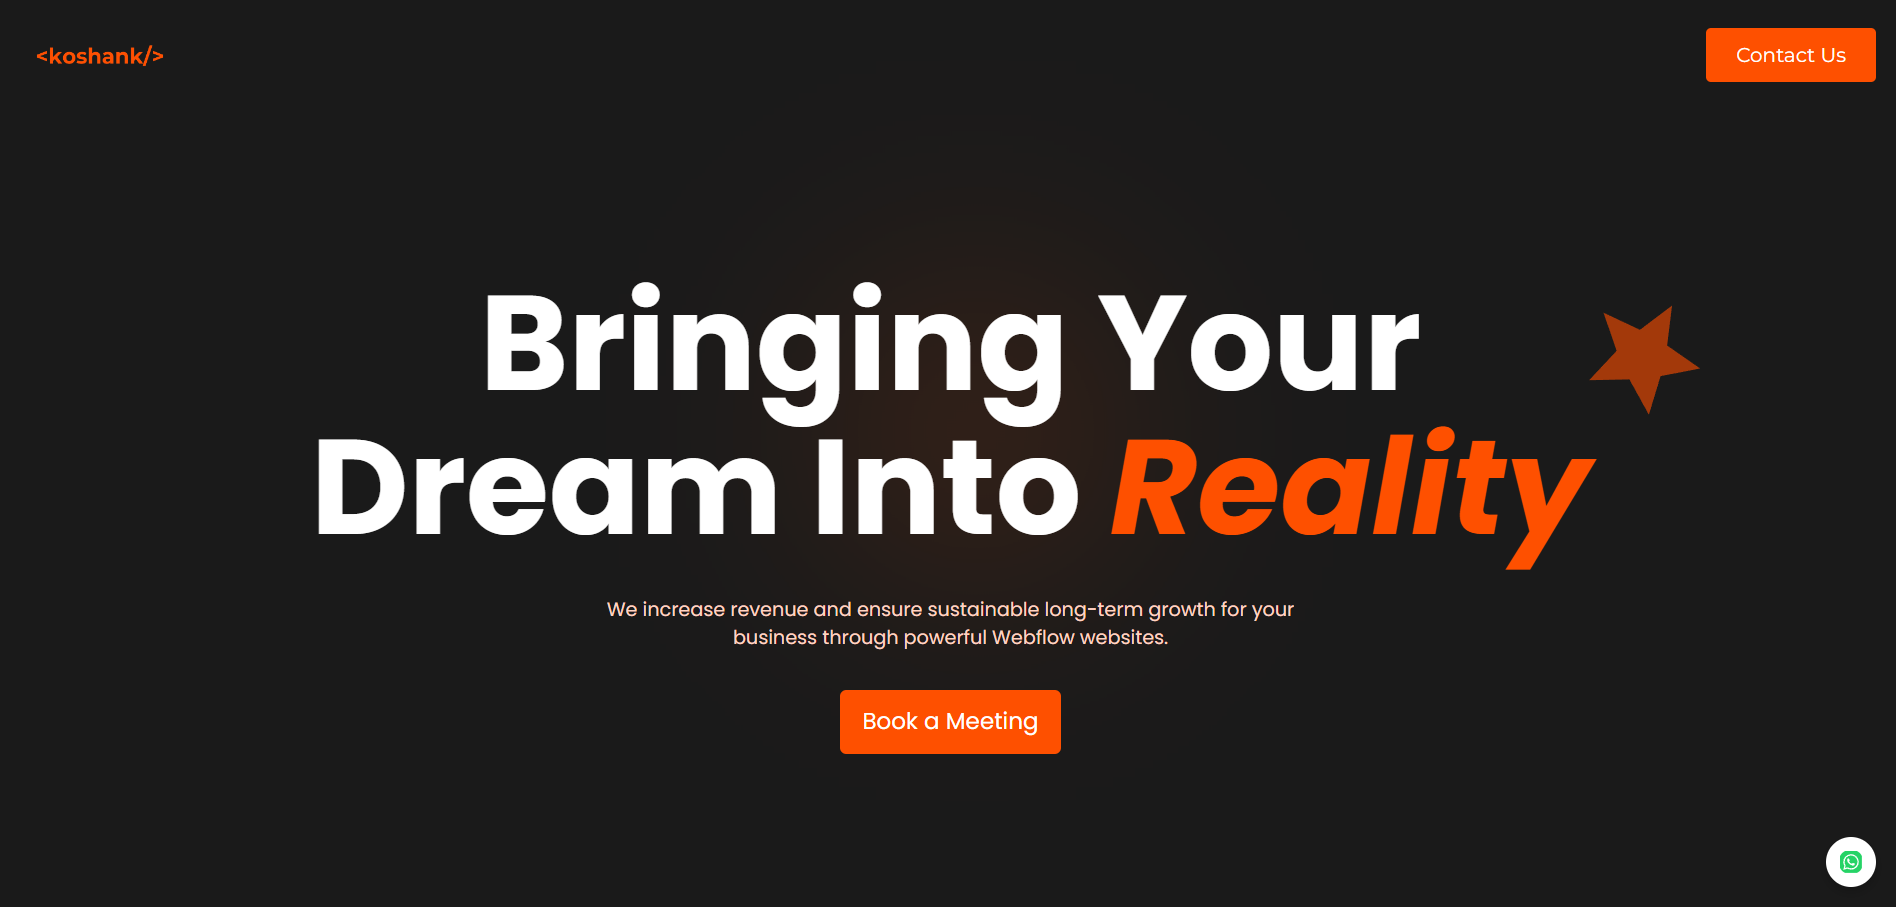 <koshank/>
Contact Us
Bringing Your
Dream Into Reality
We increase revenue and ensure sustainable long-term growth for your
business through powerful Webflow websites.
Book a Meeting